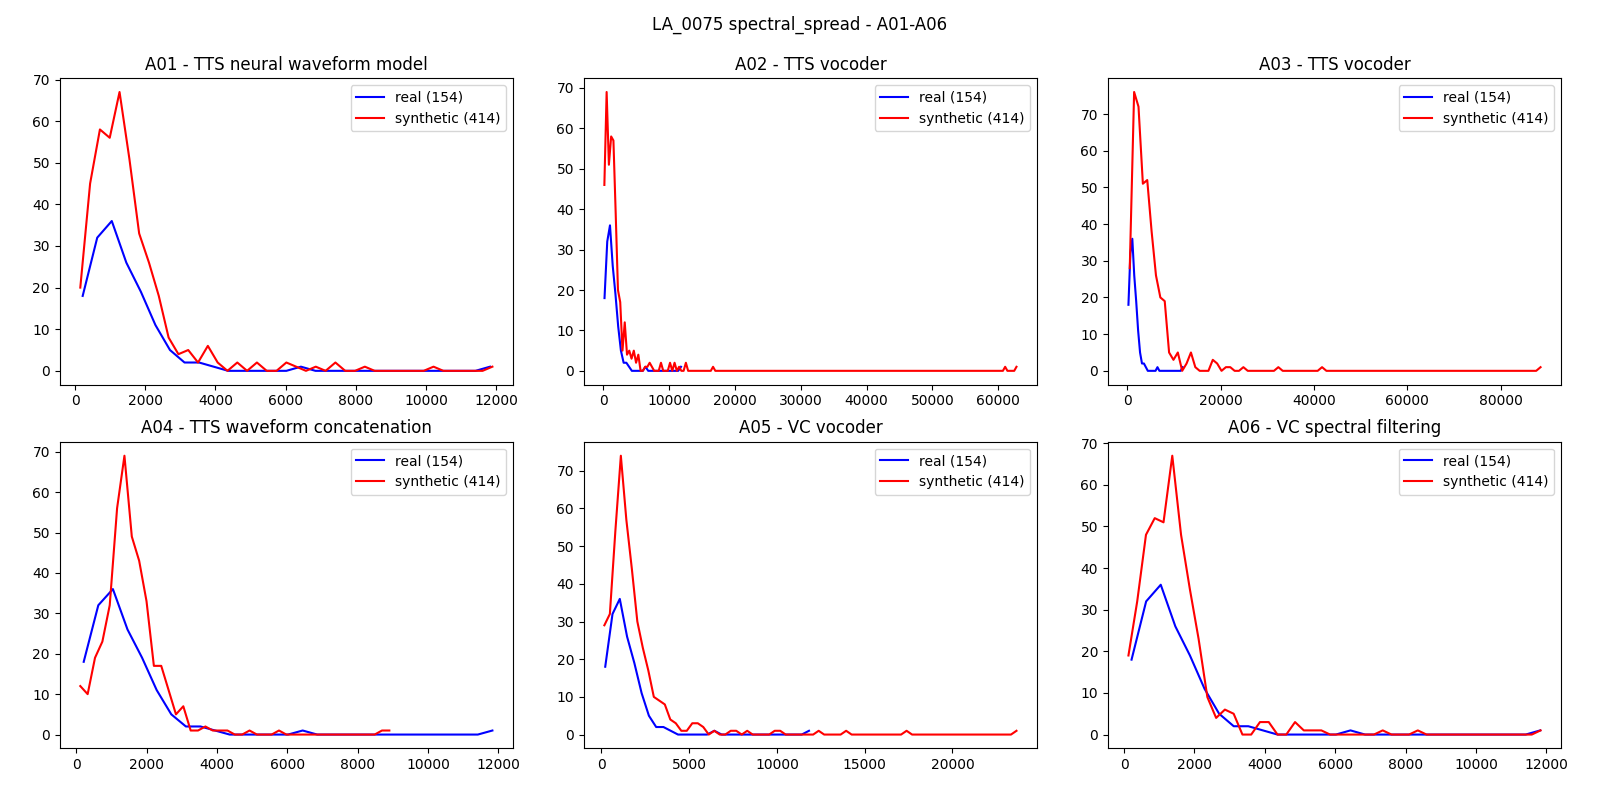 LA_0075 spectral_spread - A01-A06
A01 - TTS neural waveform model
real (154)
synthetic (414)
70
60
50
40
30
20
10
0
0 2000 4000 6000 8000 10000 12000
A02 - TTS vocoder
real (154)
synthetic (414)
70
60
50
40
30
20
10
0
0 10000 20000 30000 40000 50000 60000
A03 - TTS vocoder
real (154)
synthetic (414)
70
60
50
40
30
20
10
0
0 20000 40000 60000 80000
A04 - TTS waveform concatenation
real (154)
synthetic (414)
70
60
50
40
30
20
10
0
0 2000 4000 6000 8000 10000 12000
A05 - VC vocoder
real (154)
synthetic (414)
70
60
50
40
30
20
10
0
0 5000 10000 15000 20000
A06 - VC spectral filtering
real (154)
synthetic (414)
70
60
50
40
30
20
10
0
0 2000 4000 6000 8000 10000 12000